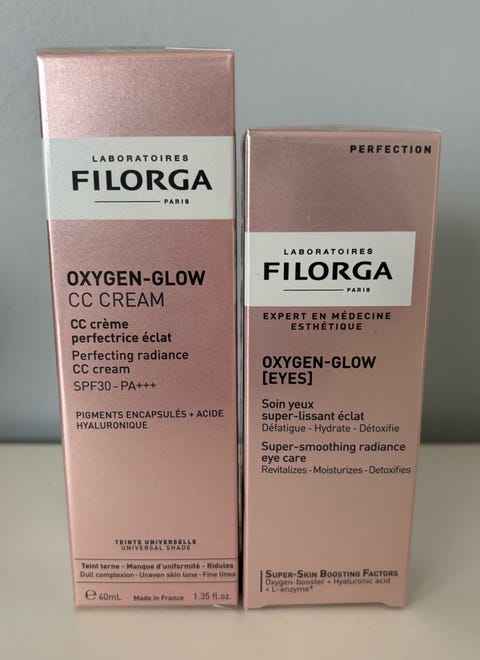 LABORATOIRES
FILORGA
PARIS
OXYGEN-GLOW
CC CREAM
CC crème
perfectrice éclat
Perfecting radiance
CC cream
SPF30 - PA+++
PIGMENTS ENCAPSULÉS + ACIDE
HYALURONIQUE
TEINTE UNIVERSELLE
UNIVERSAL SHADE
Teint terne - Manque d'uniformité - Ridules
Dull complexion - Uneven skin tone - Fine lines
℮ 40mL Made in France 1.35 fl.oz.
PERFECTION
LABORATOIRES
FILORGA
PARIS
EXPERT EN MÉDECINE
ESTHÉTIQUE
OXYGEN-GLOW
[EYES]
Soin yeux
super-lissant éclat
Défatigue - Hydrate - Détoxifie
Super-smoothing radiance
eye care
Revitalizes - Moisturizes - Detoxifies
SUPER-SKIN BOOSTING FACTORS
Oxygen-booster + Hyaluronic acid
+ L-enzyme*